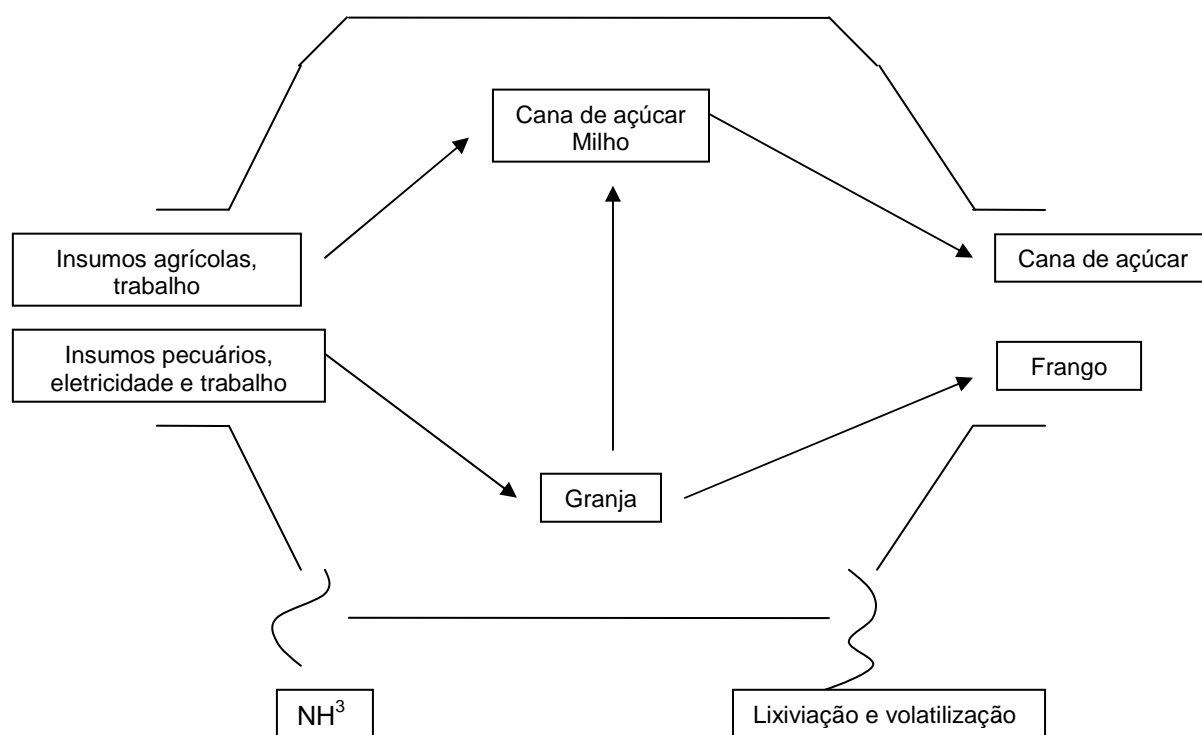 Cana de açúcar
Milho
Insumos agrícolas,
trabalho
Cana de açúcar
Insumos pecuários,
eletricidade e trabalho
Frango
Granja
NH³
Lixiviação e volatilização